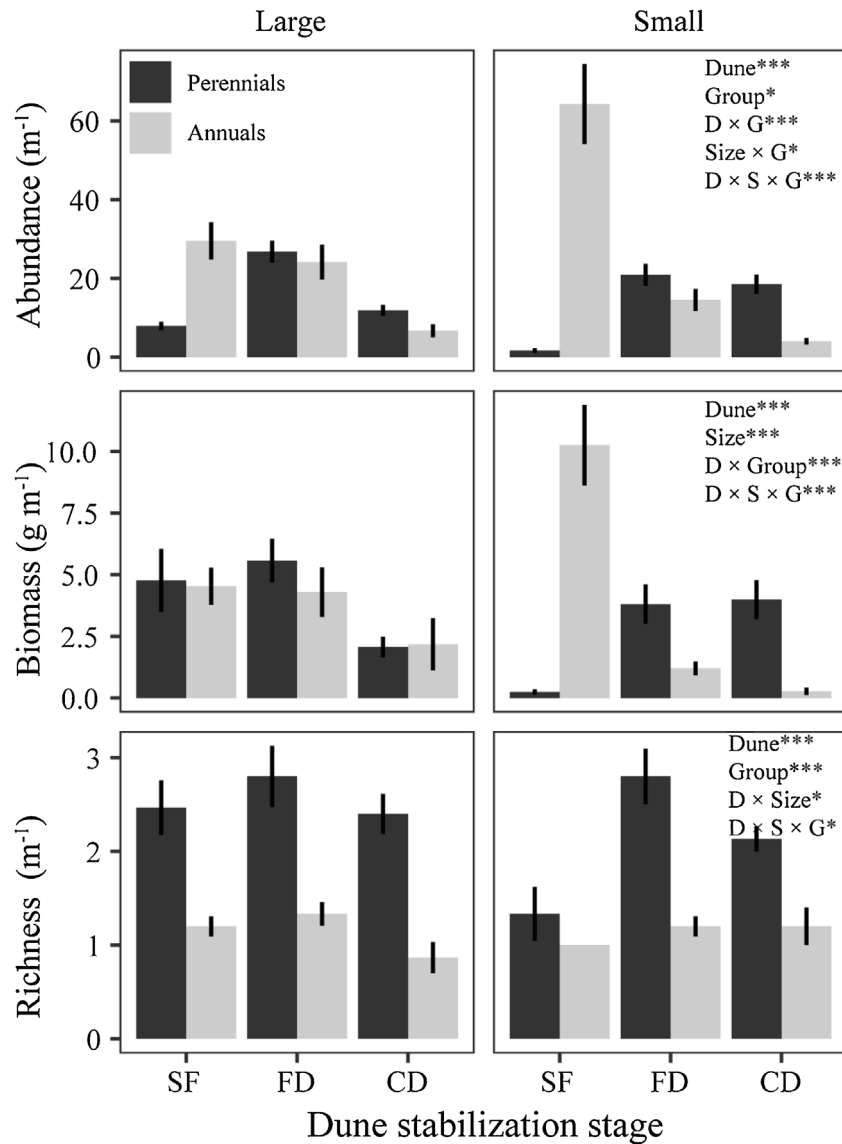 Large
Small
Perennials
Annuals
Dune***
Group*
D × G***
Size × G*
D × S × G***
Abundance (m⁻¹)
60
40
20
0
Dune***
Size***
D × Group***
D × S × G***
Biomass (g m⁻¹)
10.0
7.5
5.0
2.5
0.0
Dune***
Group***
D × Size*
D × S × G*
Richness (m⁻¹)
3
2
1
0
SF FD CD
SF FD CD
Dune stabilization stage